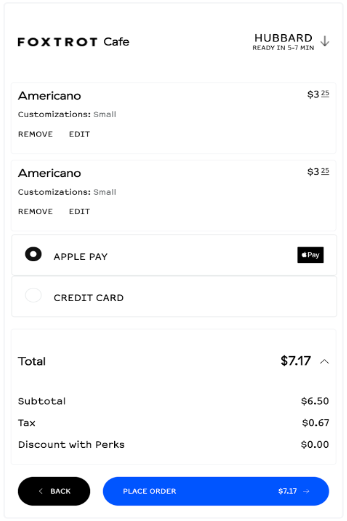 FOXTROT Cafe
HUBBARD
READY IN 5-7 MIN
Americano $3 25
Customizations: Small
REMOVE EDIT
Americano $3 25
Customizations: Small
REMOVE EDIT
APPLE PAY Pay
CREDIT CARD
Total $7.17
Subtotal $6.50
Tax $0.67
Discount with Perks $0.00
BACK PLACE ORDER $7.17